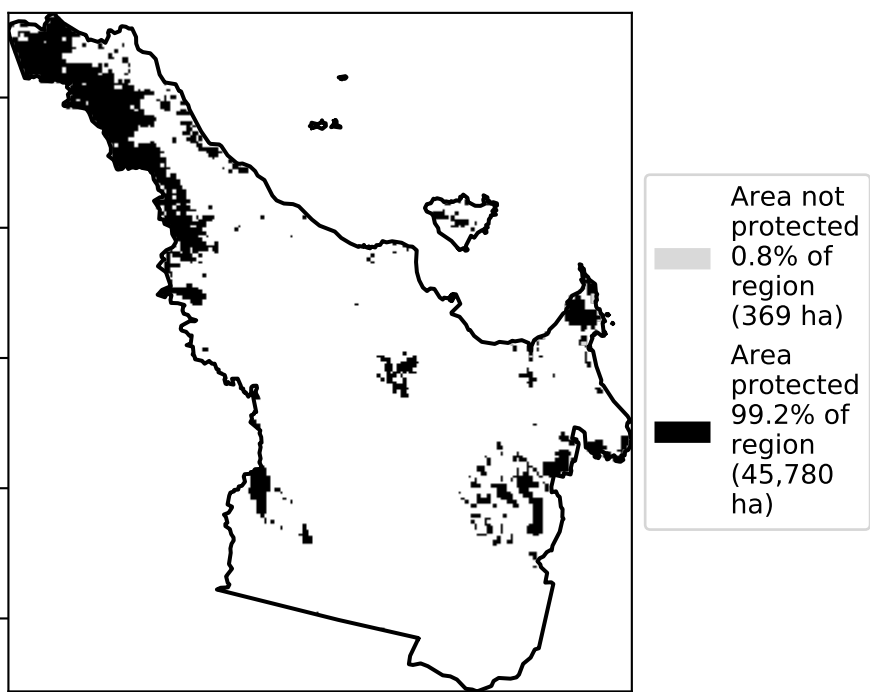 Area not
protected
0.8% of
region
(369 ha)
Area
protected
99.2% of
region
(45,780
ha)